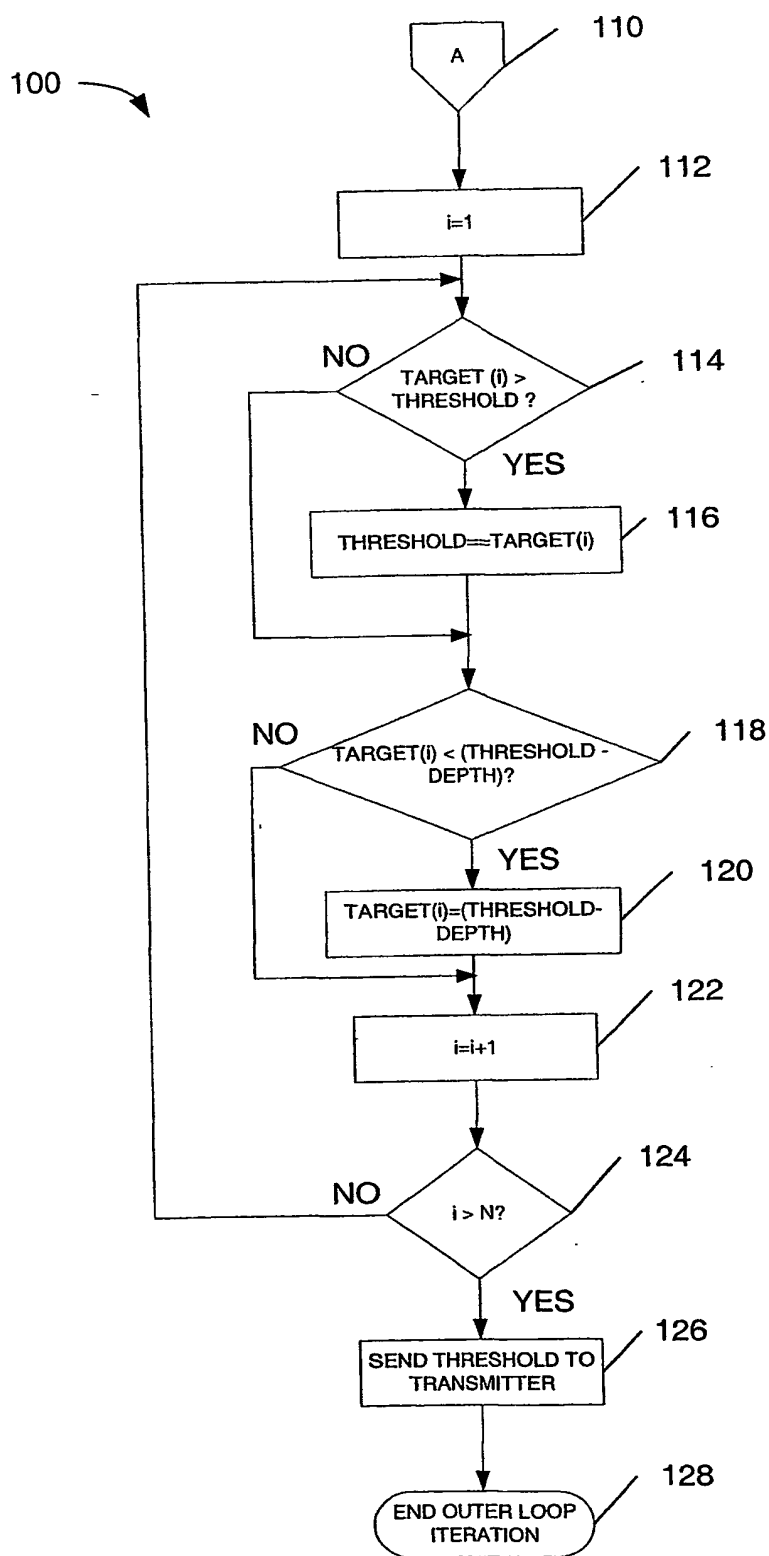 110
A
100
112
i=1
NO
114
TARGET (i) >
THRESHOLD ?
YES
116
THRESHOLD==TARGET(i)
NO
118
TARGET(i) < (THRESHOLD -
DEPTH)?
YES
120
TARGET(i)=(THRESHOLD-
DEPTH)
122
i=i+1
124
NO
i > N?
YES
126
SEND THRESHOLD TO
TRANSMITTER
128
END OUTER LOOP
ITERATION